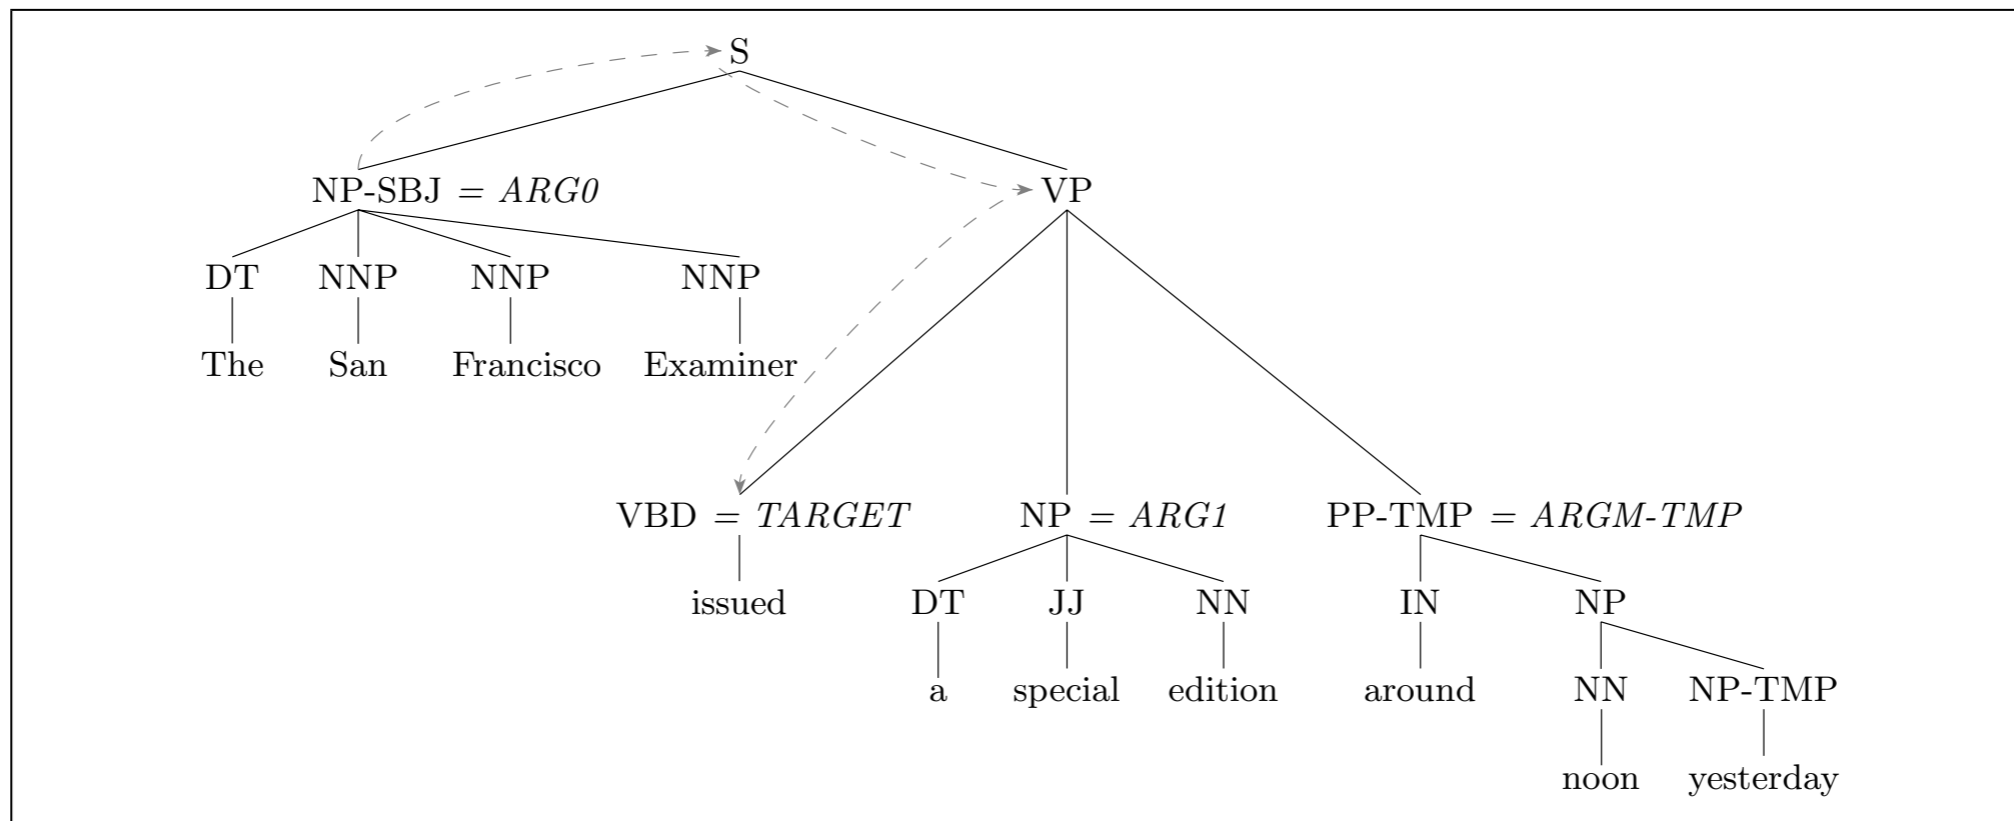 S
NP-SBJ = ARG0 VP
DT NNP NNP NNP
The San Francisco Examiner
VBD = TARGET NP = ARG1 PP-TMP = ARGM-TMP
issued DT JJ NN IN NP
a special edition around NN NP-TMP
noon yesterday